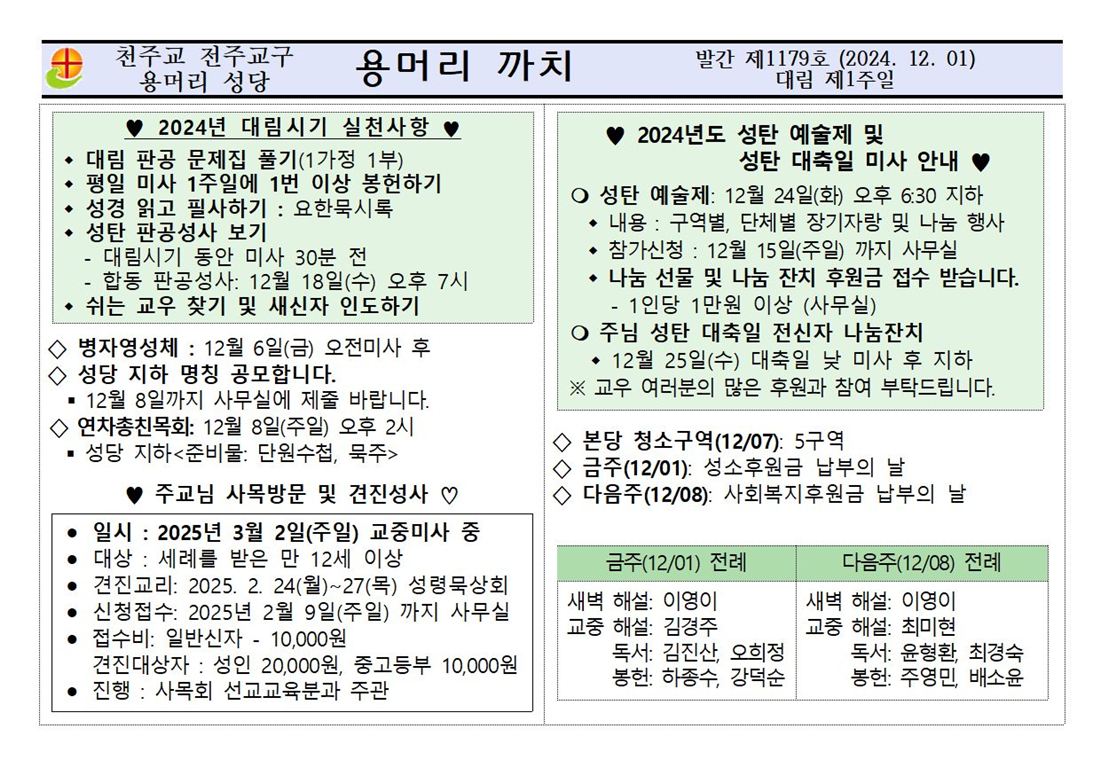 천주교 전주교구
용머리 성당
용머리 까치
발간 제1179호 (2024. 12. 01)
대림 제1주일
♥ 2024년 대림시기 실천사항 ♥
◆ 대림 판공 문제집 풀기(1가정 1부)
◆ 평일 미사 1주일에 1번 이상 봉헌하기
◆ 성경 읽고 필사하기 : 요한묵시록
◆ 성탄 판공성사 보기
- 대림시기 동안 미사 30분 전
- 합동 판공성사: 12월 18일(수) 오후 7시
◆ 쉬는 교우 찾기 및 새신자 인도하기
◇ 병자영성체 : 12월 6일(금) 오전미사 후
◇ 성당 지하 명칭 공모합니다.
▪ 12월 8일까지 사무실에 제출 바랍니다.
◇ 연차총친목회: 12월 8일(주일) 오후 2시
▪ 성당 지하<준비물: 단원수첩, 묵주>
♥ 주교님 사목방문 및 견진성사 ♡
● 일시 : 2025년 3월 2일(주일) 교중미사 중
● 대상 : 세례를 받은 만 12세 이상
● 견진교리: 2025. 2. 24(월)~27(목) 성령묵상회
● 신청접수: 2025년 2월 9일(주일) 까지 사무실
● 접수비: 일반신자 - 10,000원
견진대상자 : 성인 20,000원, 중고등부 10,000원
● 진행 : 사목회 선교교육분과 주관
♥ 2024년도 성탄 예술제 및
성탄 대축일 미사 안내 ♥
❍ 성탄 예술제: 12월 24일(화) 오후 6:30 지하
◆ 내용 : 구역별, 단체별 장기자랑 및 나눔 행사
◆ 참가신청 : 12월 15일(주일) 까지 사무실
◆ 나눔 선물 및 나눔 잔치 후원금 접수 받습니다.
- 1인당 1만원 이상 (사무실)
❍ 주님 성탄 대축일 전신자 나눔잔치
◆ 12월 25일(수) 대축일 낮 미사 후 지하
※ 교우 여러분의 많은 후원과 참여 부탁드립니다.
◇ 본당 청소구역(12/07): 5구역
◇ 금주(12/01): 성소후원금 납부의 날
◇ 다음주(12/08): 사회복지후원금 납부의 날
금주(12/01) 전례
새벽 해설: 이영이
교중 해설: 김경주
독서: 김진산, 오희정
봉헌: 하종수, 강덕순
다음주(12/08) 전례
새벽 해설: 이영이
교중 해설: 최미현
독서: 윤형환, 최경숙
봉헌: 주영민, 배소윤